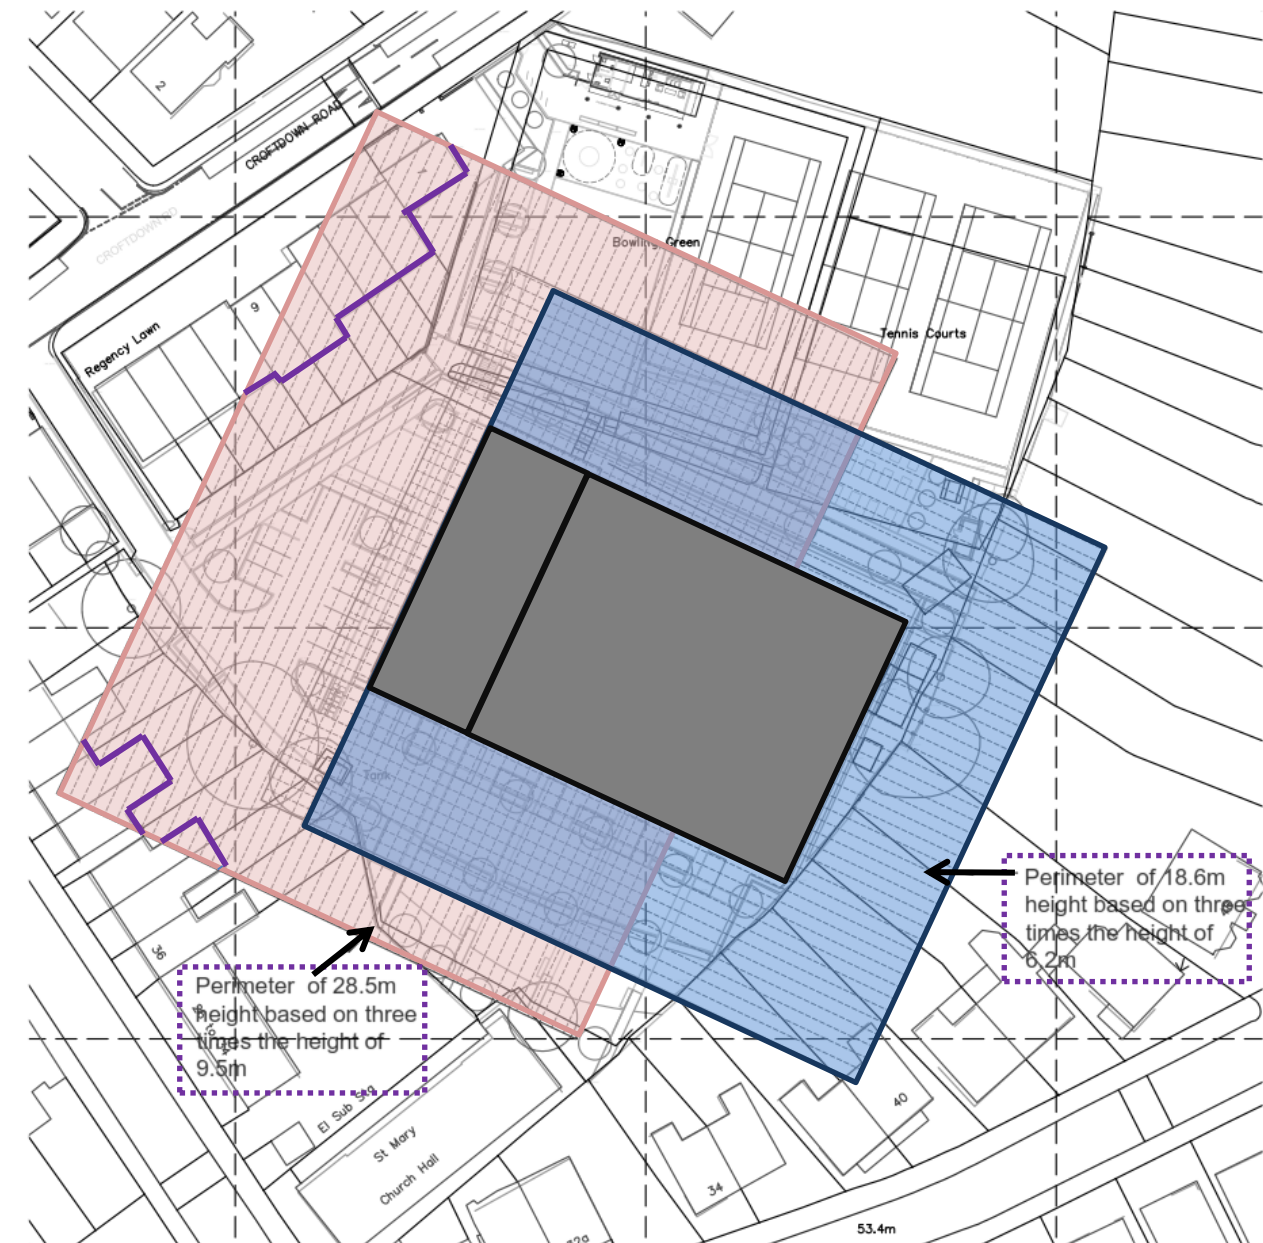 2
CROFTDOWN ROAD
CROFTDOWN RD
Bowling Green
Tennis Courts
9
Regency Lawn
Tank
Perimeter of 18.6m
height based on three
times the height of
6.2m
36
Perimeter of 28.5m
height based on three
times the height of
9.5m
El Sub Sta
St Mary
Church Hall
40
34
53.4m